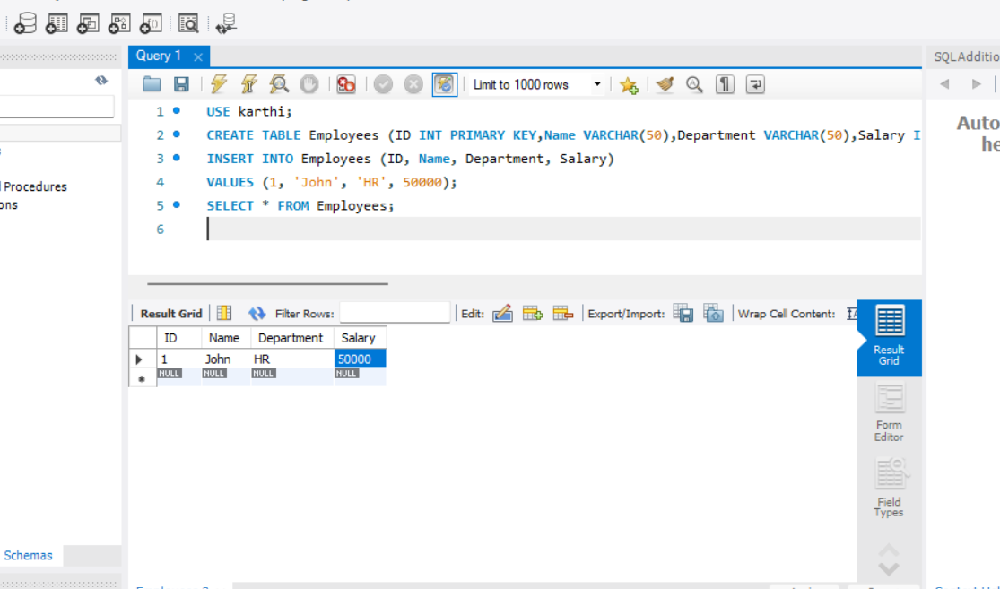 Query 1
SQLAdditio
Limit to 1000 rows
1 USE karthi;
2 CREATE TABLE Employees (ID INT PRIMARY KEY,Name VARCHAR(50),Department VARCHAR(50),Salary I
3 INSERT INTO Employees (ID, Name, Department, Salary)
4 VALUES (1, 'John', 'HR', 50000);
5 SELECT * FROM Employees;
6
Auto
he
Procedures
ons
Result Grid
Filter Rows:
Edit:
Export/Import:
Wrap Cell Content:
ID Name Department Salary
1 John HR 50000
NULL NULL NULL NULL
Result
Grid
Form
Editor
Field
Types
Schemas